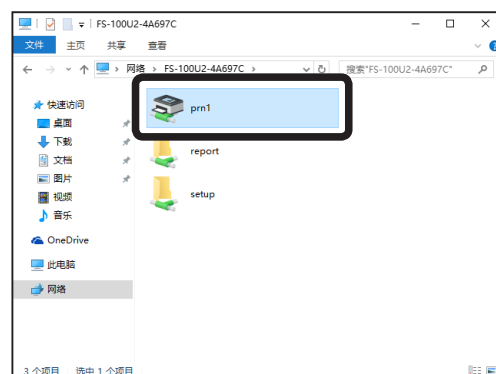 FS-100U2-4A697C
文件 主页 共享 查看
网络 › FS-100U2-4A697C › 搜索"FS-100U2-4A697C"
快速访问
桌面
下载
文档
图片
视频
音乐
OneDrive
此电脑
网络
prn1
report
setup
3 个项目 选中 1 个项目